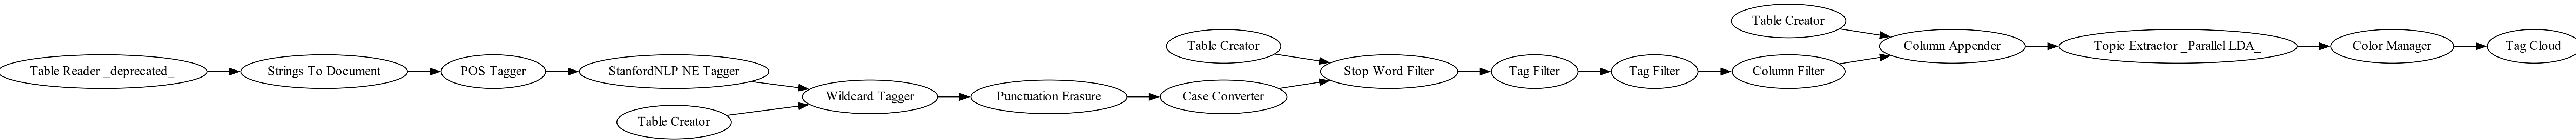 Table Reader _deprecated_
Strings To Document
POS Tagger
StanfordNLP NE Tagger
Table Creator
Wildcard Tagger
Punctuation Erasure
Table Creator
Case Converter
Stop Word Filter
Tag Filter
Tag Filter
Table Creator
Column Filter
Column Appender
Topic Extractor _Parallel LDA_
Color Manager
Tag Cloud